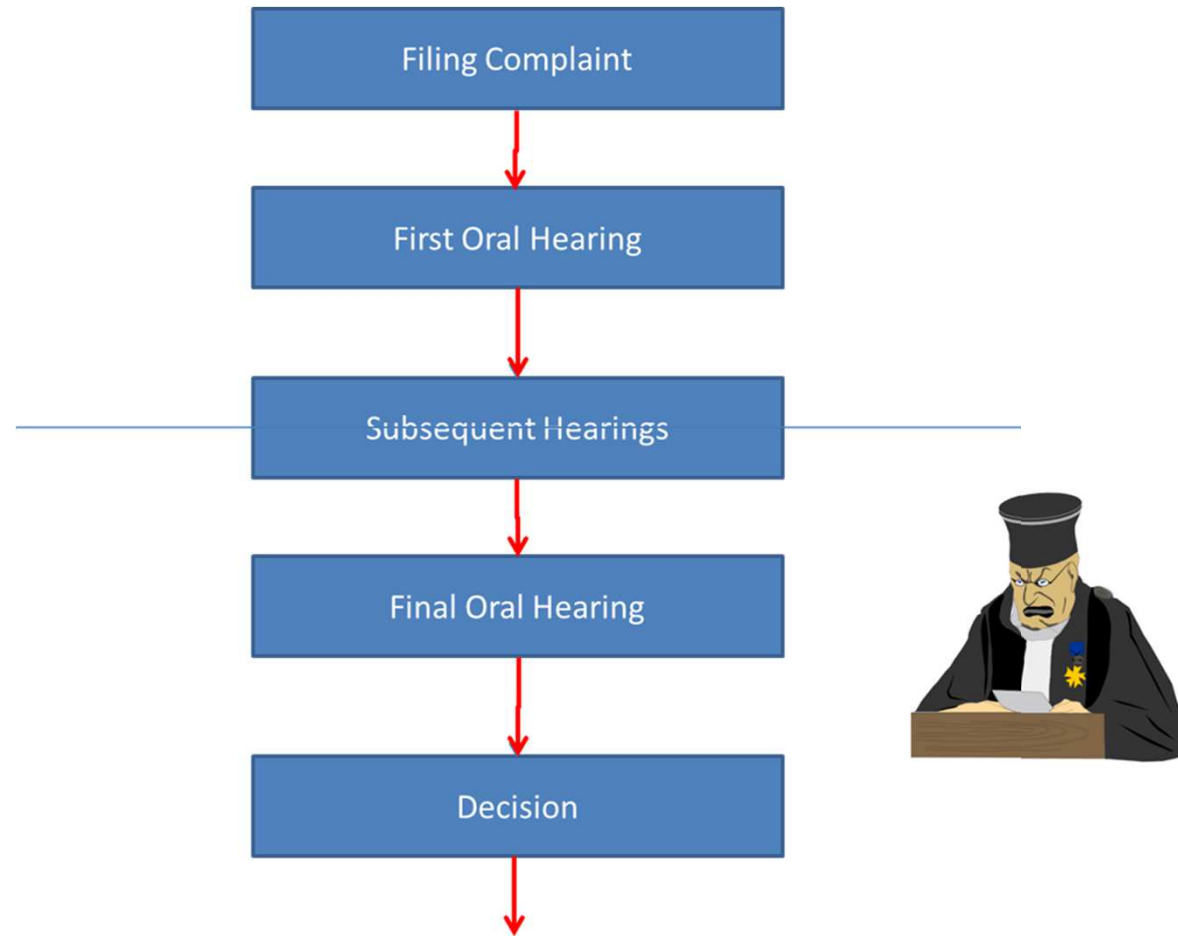 Filing Complaint
First Oral Hearing
Subsequent Hearings
Final Oral Hearing
Decision